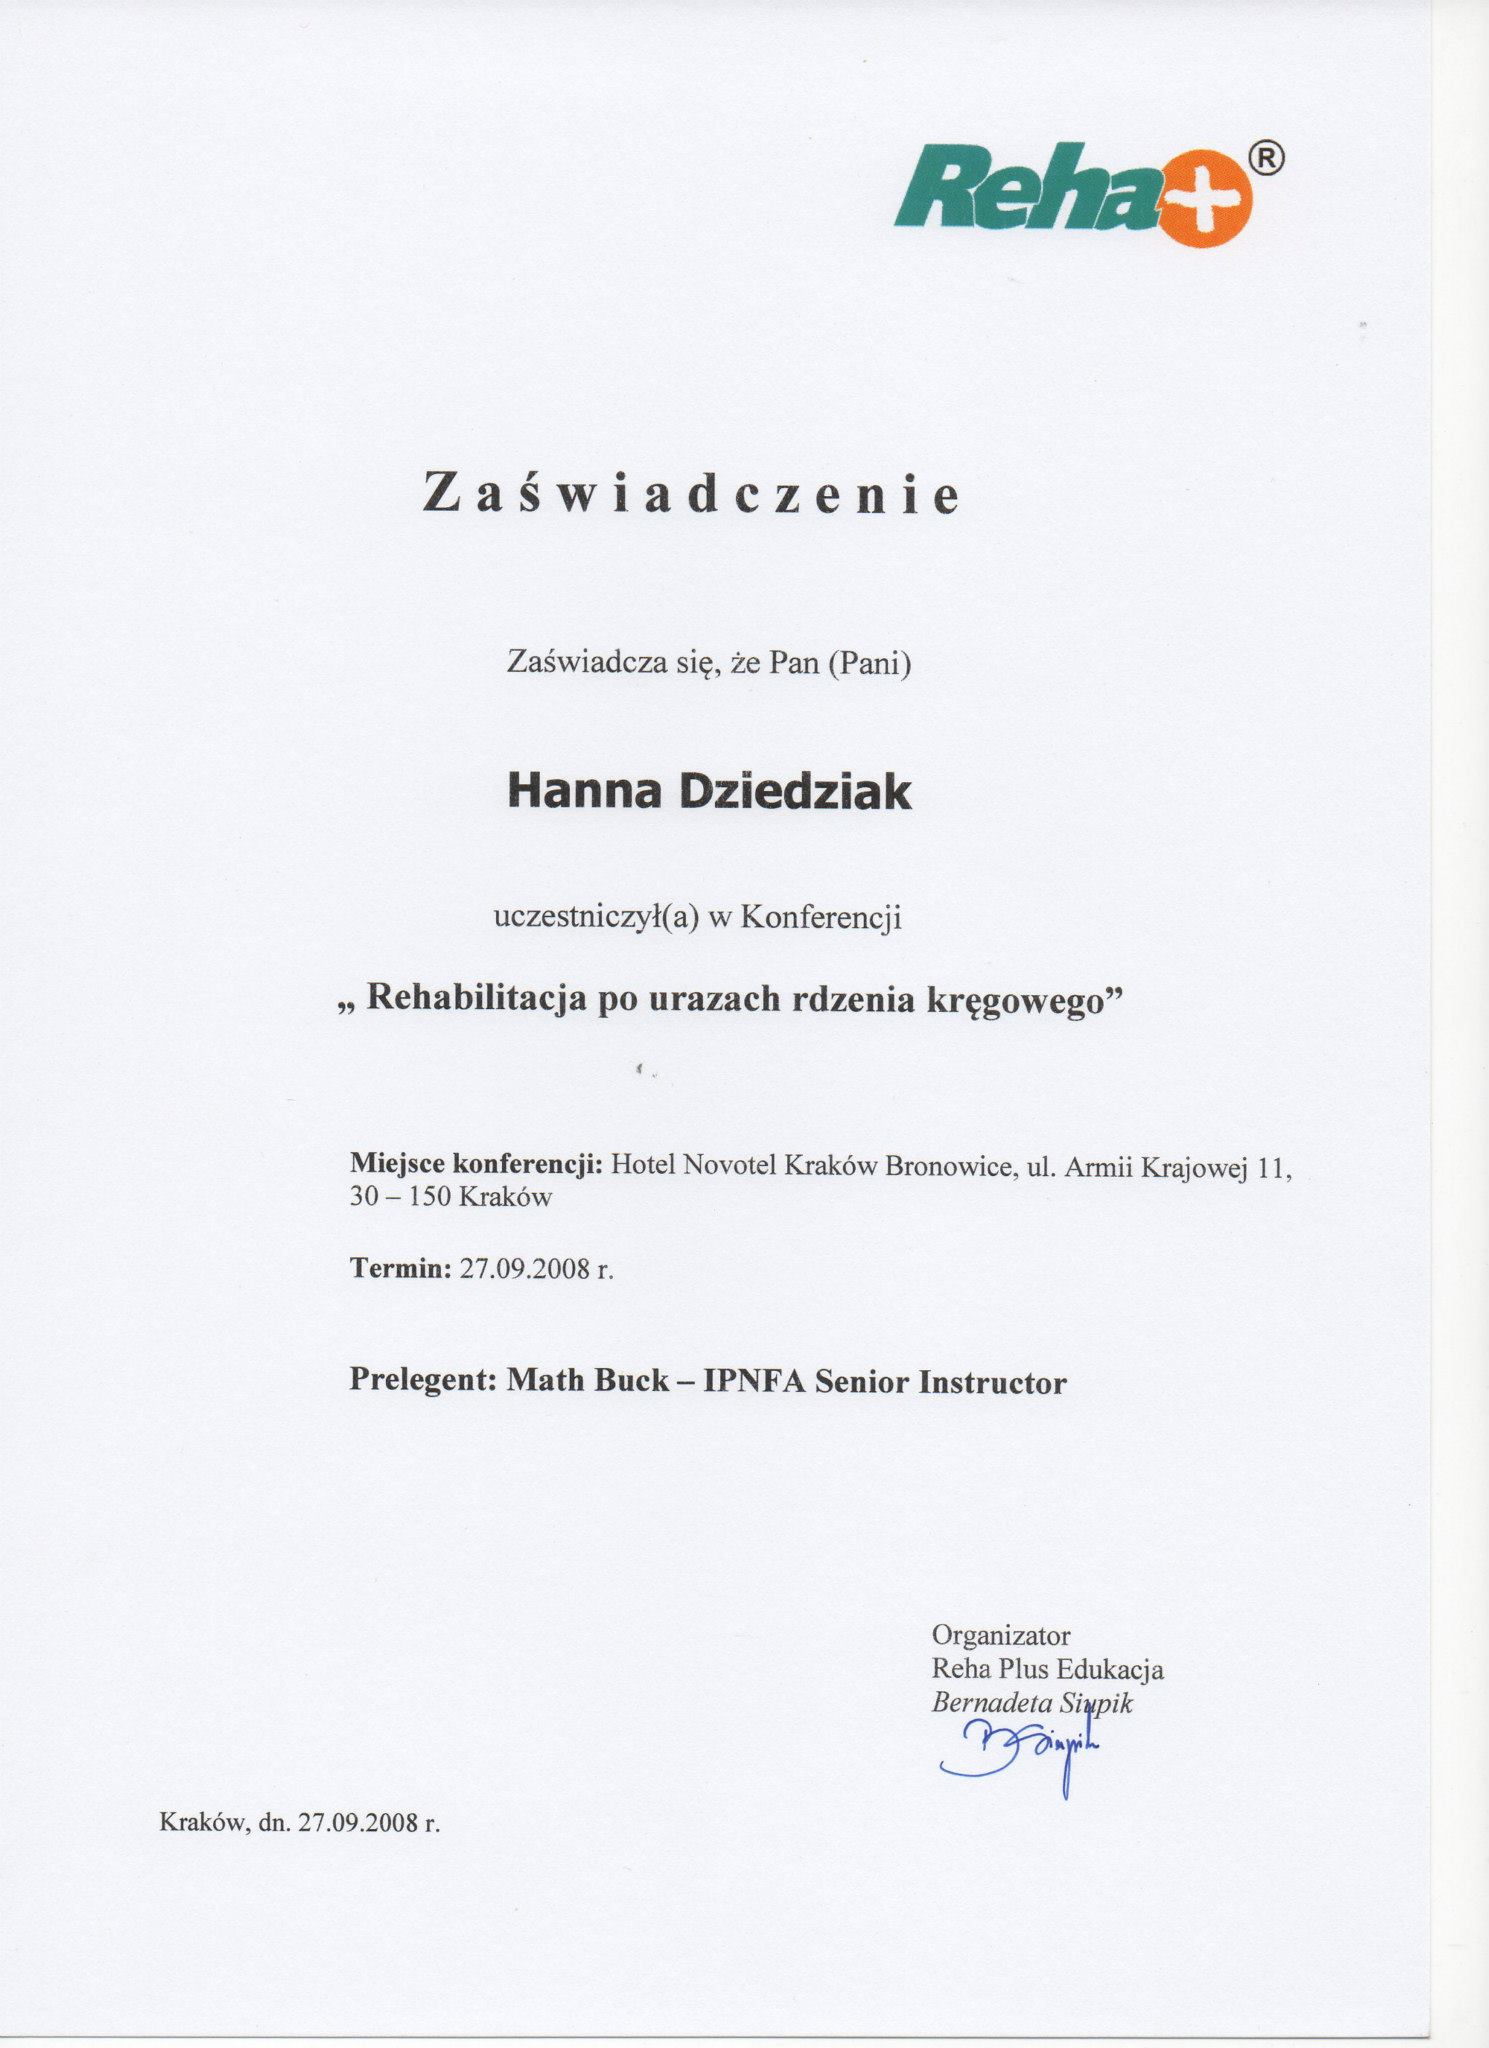 Reha+®
Zaświadczenie
Zaświadcza się, że Pan (Pani)
Hanna Dziedziak
uczestniczył(a) w Konferencji
„ Rehabilitacja po urazach rdzenia kręgowego”
Miejsce konferencji: Hotel Novotel Kraków Bronowice, ul. Armii Krajowej 11,
30 – 150 Kraków
Termin: 27.09.2008 r.
Prelegent: Math Buck – IPNFA Senior Instructor
Organizator
Reha Plus Edukacja
Bernadeta Siupik
B Siupik
Kraków, dn. 27.09.2008 r.